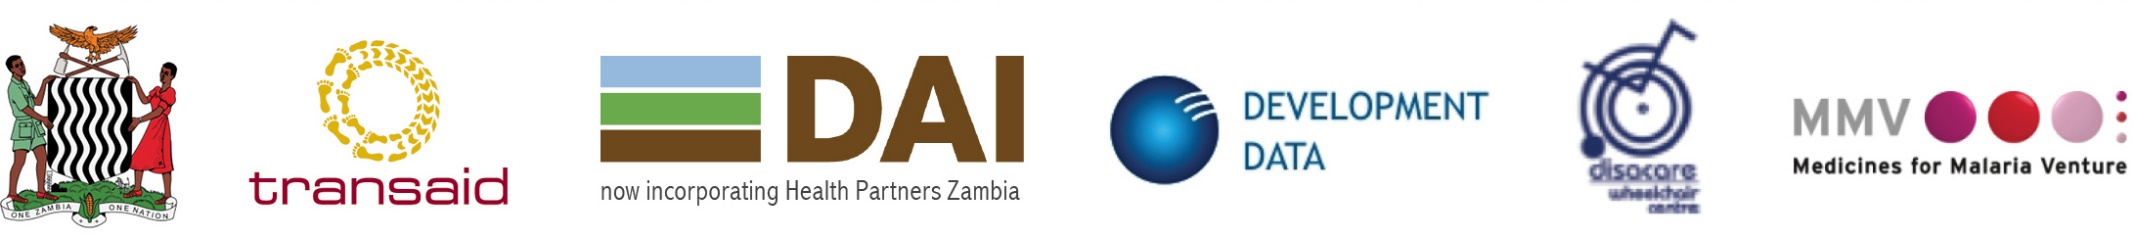 ONE ZAMBIA ONE NATION
transaid
DAI
now incorporating Health Partners Zambia
DEVELOPMENT
DATA
disacare
wheelchair
centre
MMV
Medicines for Malaria Venture